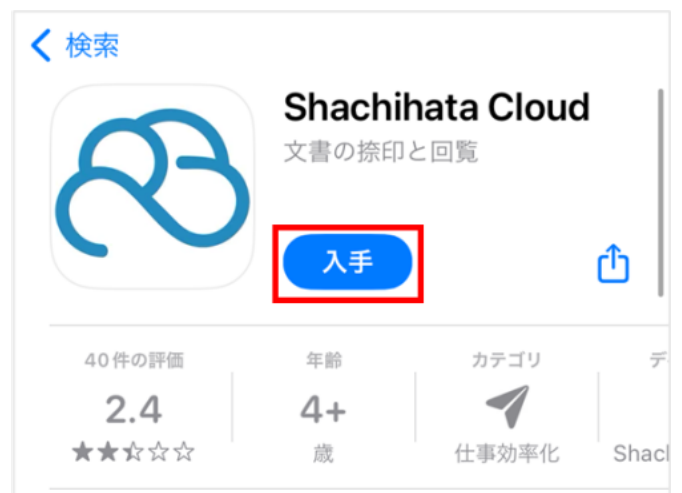 検索
Shachihata Cloud
文書の捺印と回覧
入手
40件の評価
年齢
カテゴリ
デ
2.4
4+
歳
仕事効率化
Shacl